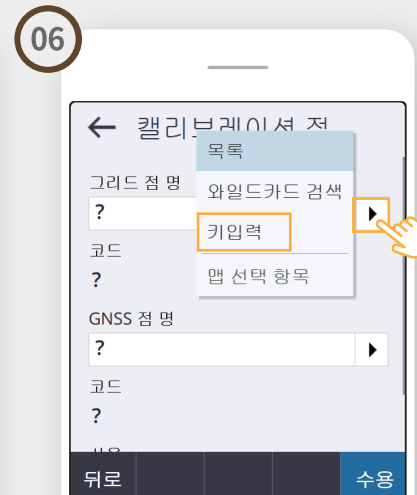 06
← 캘리브레이션 점
목록
그리드 점 명
와일드카드 검색
?
키입력
코드
?
맵 선택 항목
GNSS 점 명
?
코드
?
뒤로
수용